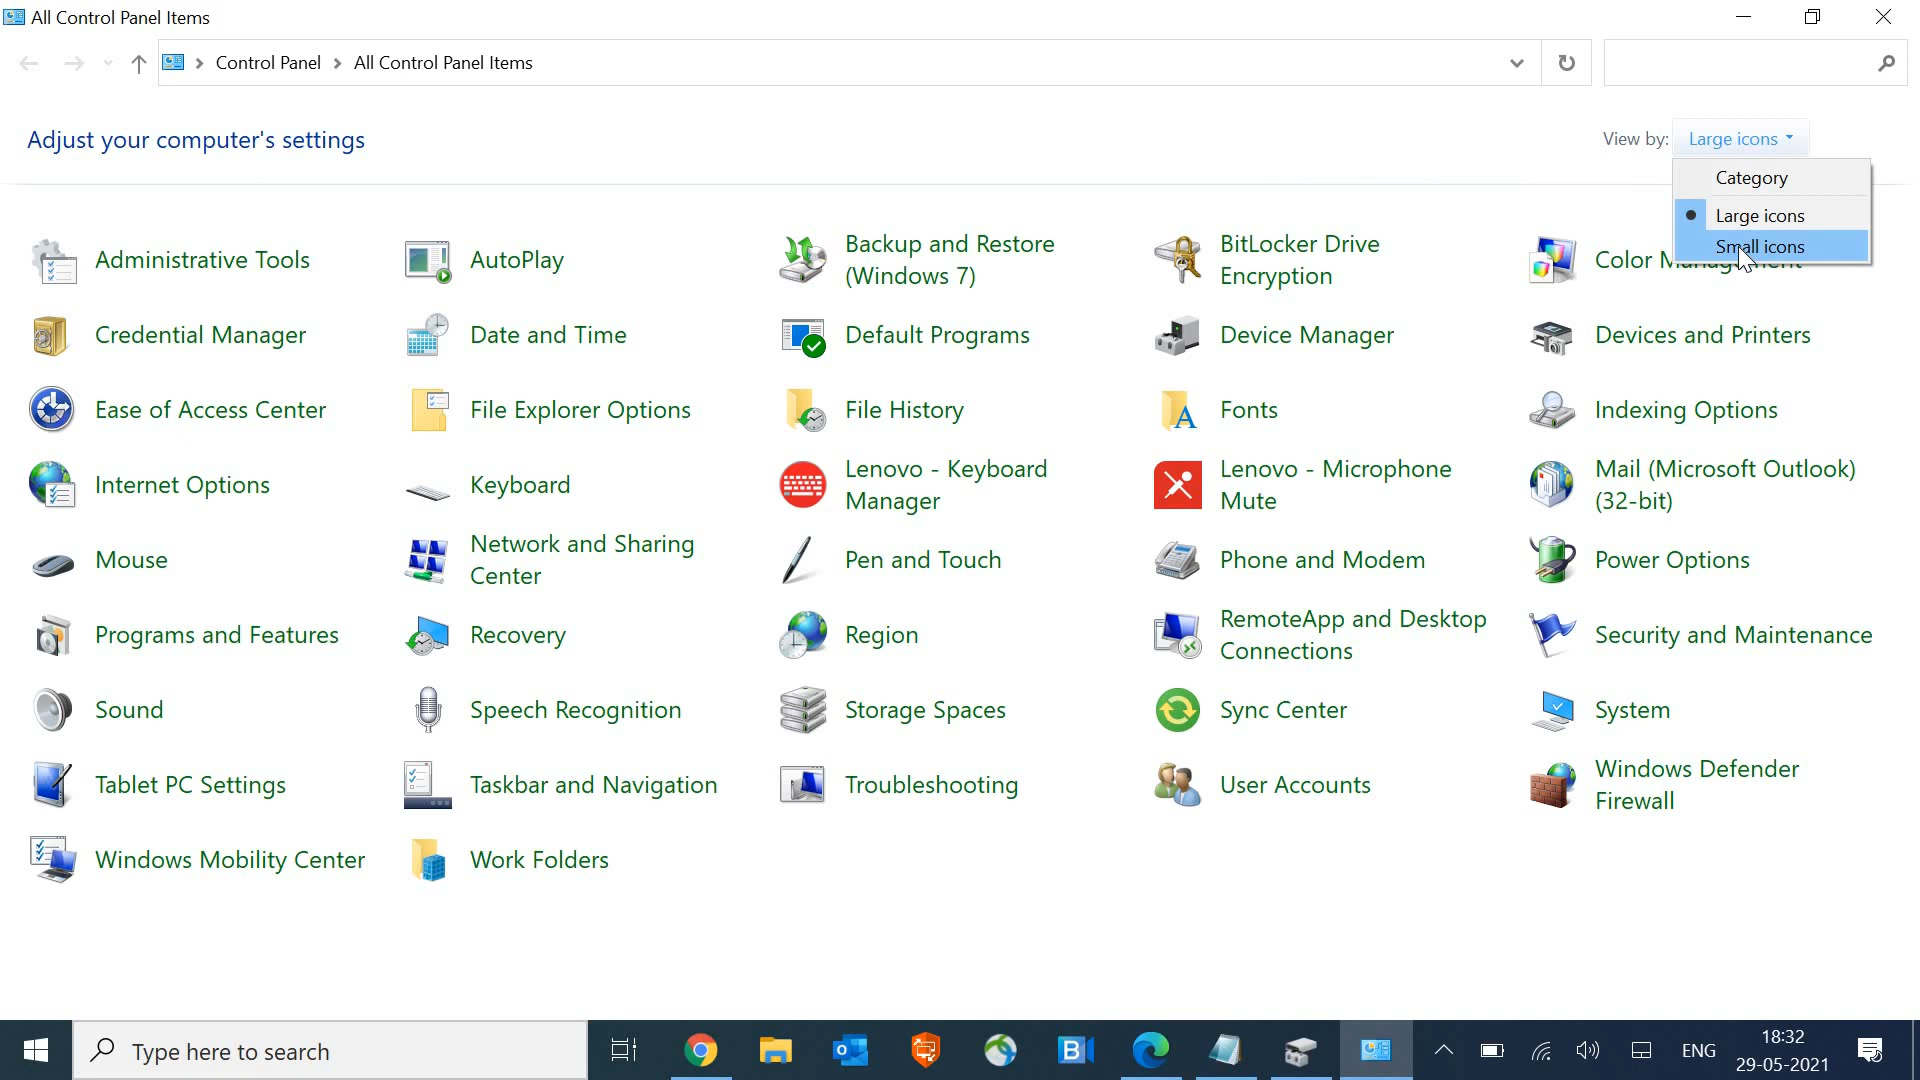 All Control Panel Items
Control Panel > All Control Panel Items
Adjust your computer's settings
View by: Large icons
Category
Large icons
Small icons
Administrative Tools
AutoPlay
Backup and Restore
(Windows 7)
BitLocker Drive
Encryption
Color Management
Credential Manager
Date and Time
Default Programs
Device Manager
Devices and Printers
Ease of Access Center
File Explorer Options
File History
Fonts
Indexing Options
Internet Options
Keyboard
Lenovo - Keyboard
Manager
Lenovo - Microphone
Mute
Mail (Microsoft Outlook)
(32-bit)
Mouse
Network and Sharing
Center
Pen and Touch
Phone and Modem
Power Options
Programs and Features
Recovery
Region
RemoteApp and Desktop
Connections
Security and Maintenance
Sound
Speech Recognition
Storage Spaces
Sync Center
System
Tablet PC Settings
Taskbar and Navigation
Troubleshooting
User Accounts
Windows Defender
Firewall
Windows Mobility Center
Work Folders
Type here to search
ENG
18:32
29-05-2021